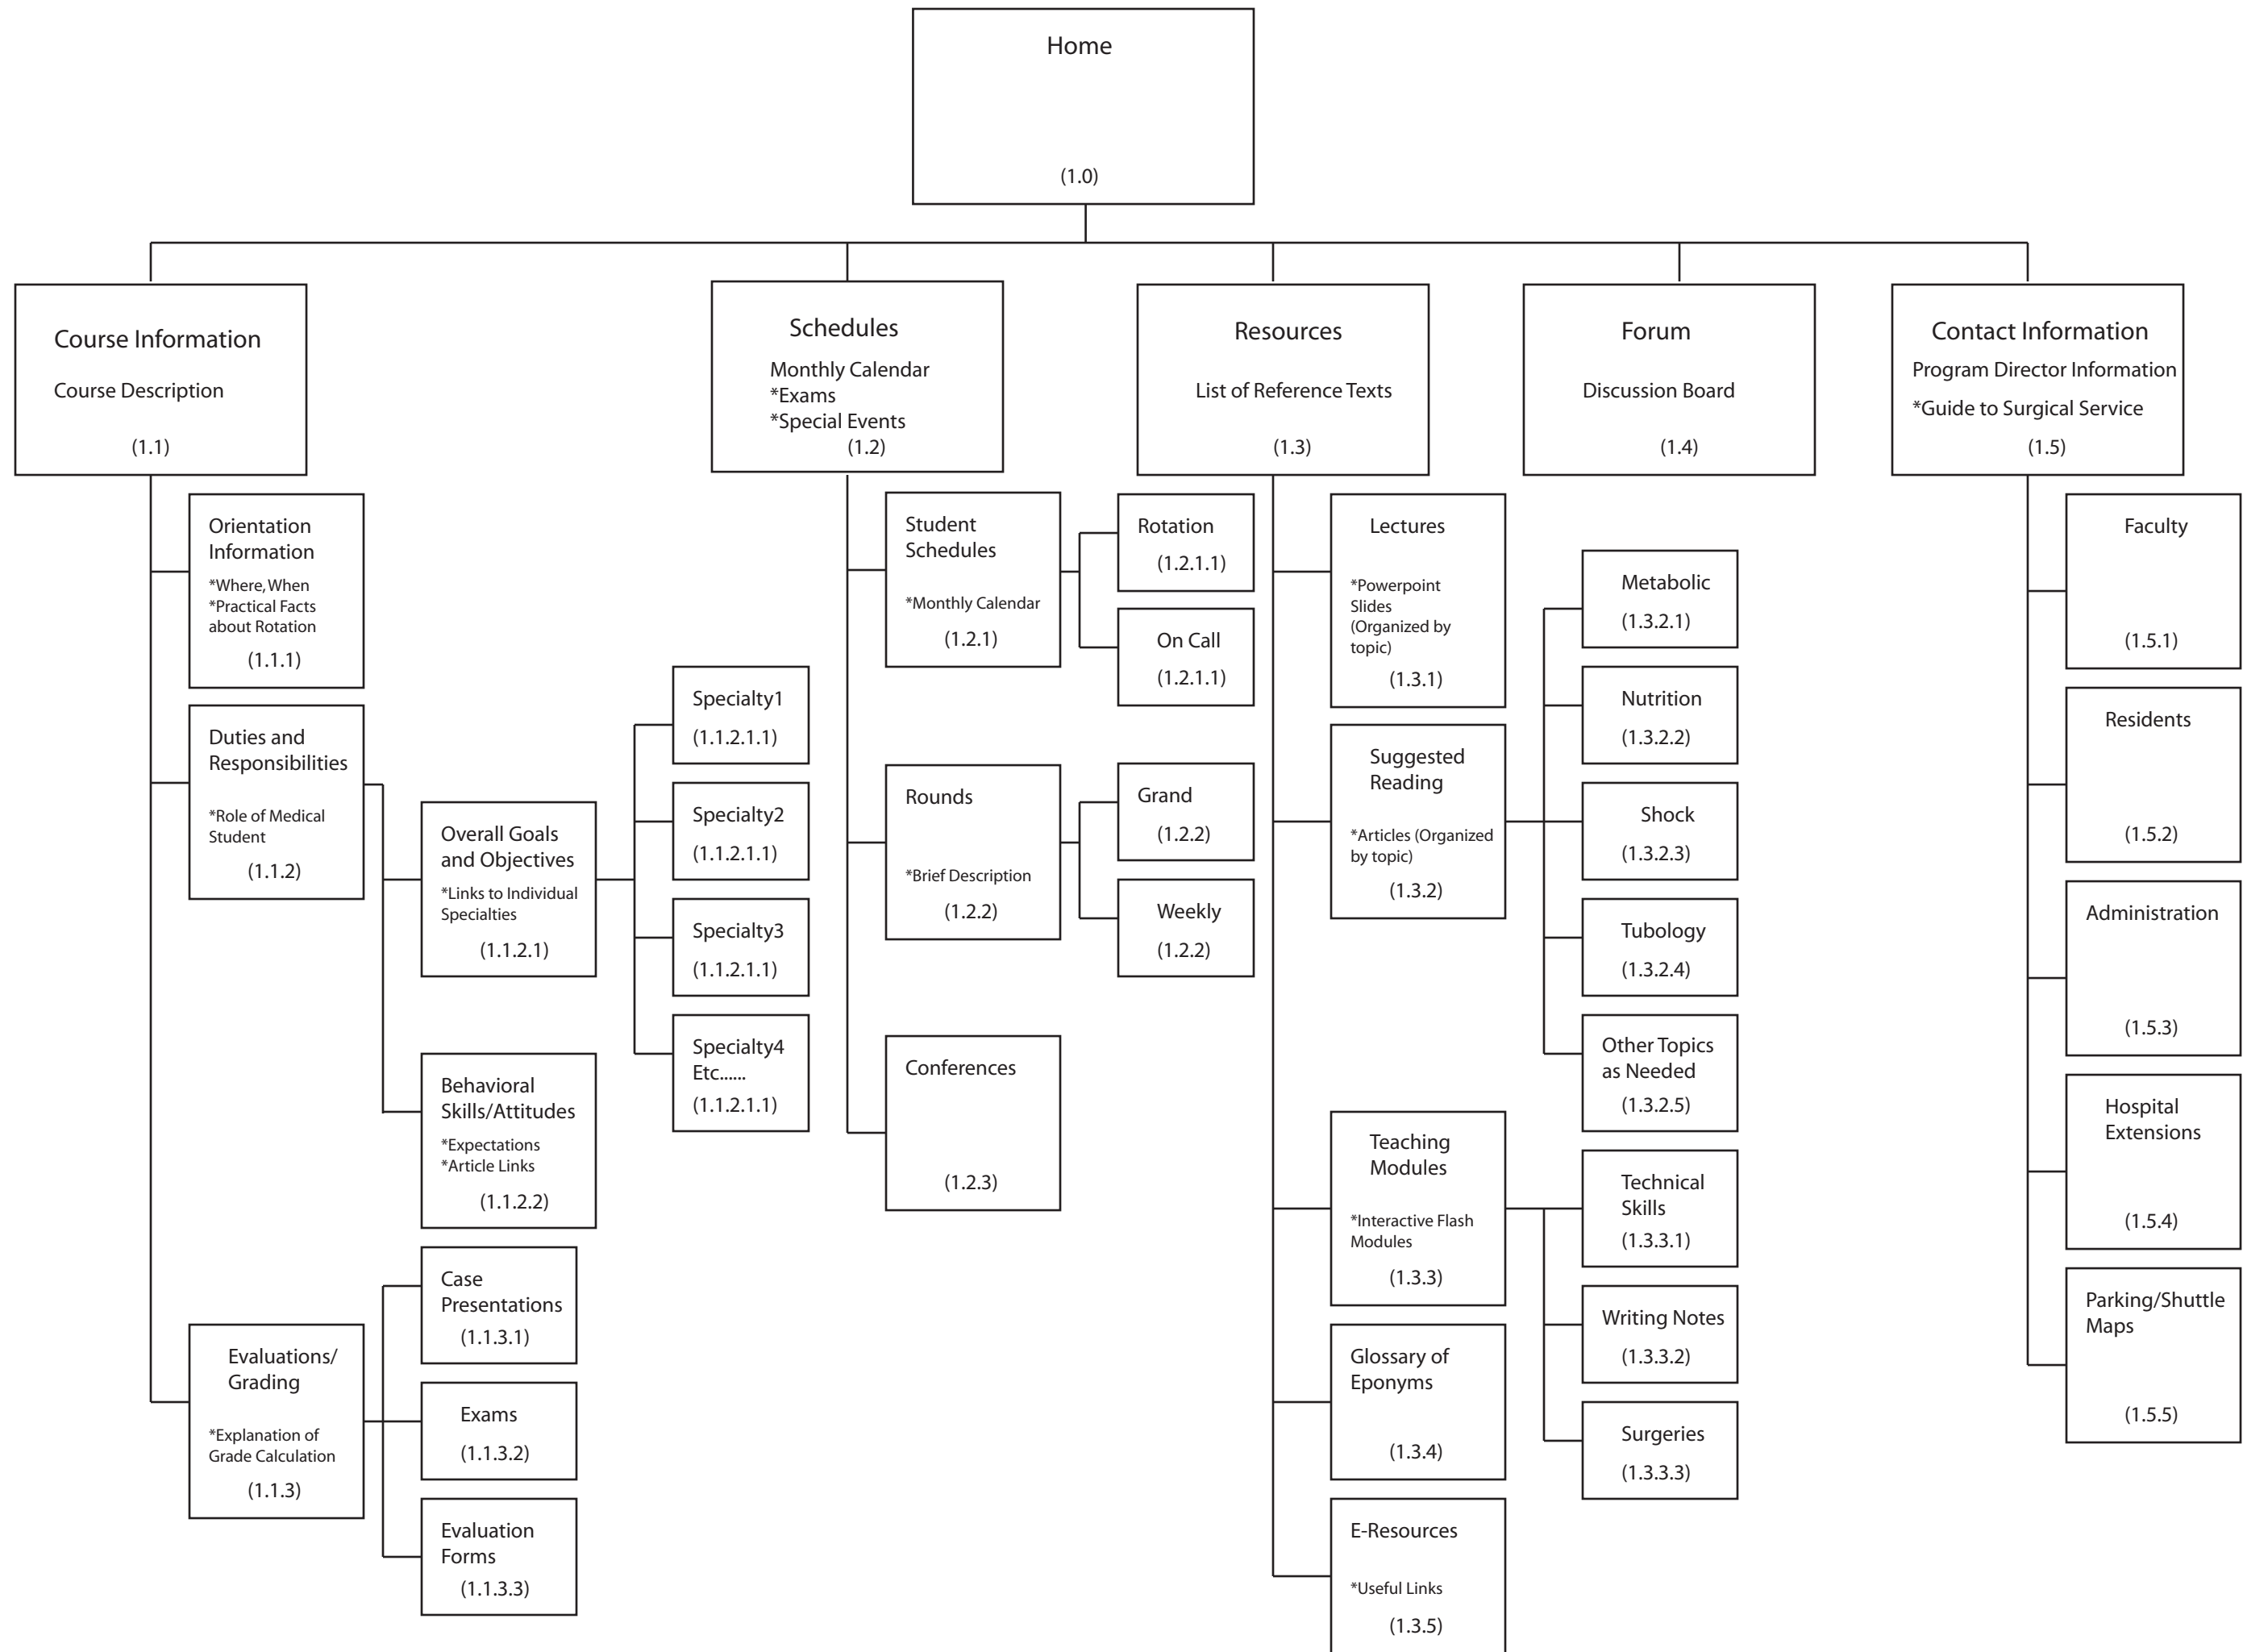 Home
(1.0)
Course Information
Course Description
(1.1)
Orientation
Information
*Where, When
*Practical Facts
about Rotation
(1.1.1)
Duties and
Responsibilities
*Role of Medical
Student
(1.1.2)
Overall Goals
and Objectives
*Links to Individual
Specialties
(1.1.2.1)
Specialty1
(1.1.2.1.1)
Specialty2
(1.1.2.1.1)
Specialty3
(1.1.2.1.1)
Specialty4
Etc......
(1.1.2.1.1)
Behavioral
Skills/Attitudes
*Expectations
*Article Links
(1.1.2.2)
Evaluations/
Grading
*Explanation of
Grade Calculation
(1.1.3)
Case
Presentations
(1.1.3.1)
Exams
(1.1.3.2)
Evaluation
Forms
(1.1.3.3)
Schedules
Monthly Calendar
*Exams
*Special Events
(1.2)
Student
Schedules
*Monthly Calendar
(1.2.1)
Rotation
(1.2.1.1)
On Call
(1.2.1.1)
Rounds
*Brief Description
(1.2.2)
Grand
(1.2.2)
Weekly
(1.2.2)
Conferences
(1.2.3)
Resources
List of Reference Texts
(1.3)
Lectures
*Powerpoint
Slides
(Organized by
topic)
(1.3.1)
Suggested
Reading
*Articles (Organized
by topic)
(1.3.2)
Metabolic
(1.3.2.1)
Nutrition
(1.3.2.2)
Shock
(1.3.2.3)
Tubology
(1.3.2.4)
Other Topics
as Needed
(1.3.2.5)
Teaching
Modules
*Interactive Flash
Modules
(1.3.3)
Technical
Skills
(1.3.3.1)
Writing Notes
(1.3.3.2)
Surgeries
(1.3.3.3)
Glossary of
Eponyms
(1.3.4)
E-Resources
*Useful Links
(1.3.5)
Forum
Discussion Board
(1.4)
Contact Information
Program Director Information
*Guide to Surgical Service
(1.5)
Faculty
(1.5.1)
Residents
(1.5.2)
Administration
(1.5.3)
Hospital
Extensions
(1.5.4)
Parking/Shuttle
Maps
(1.5.5)